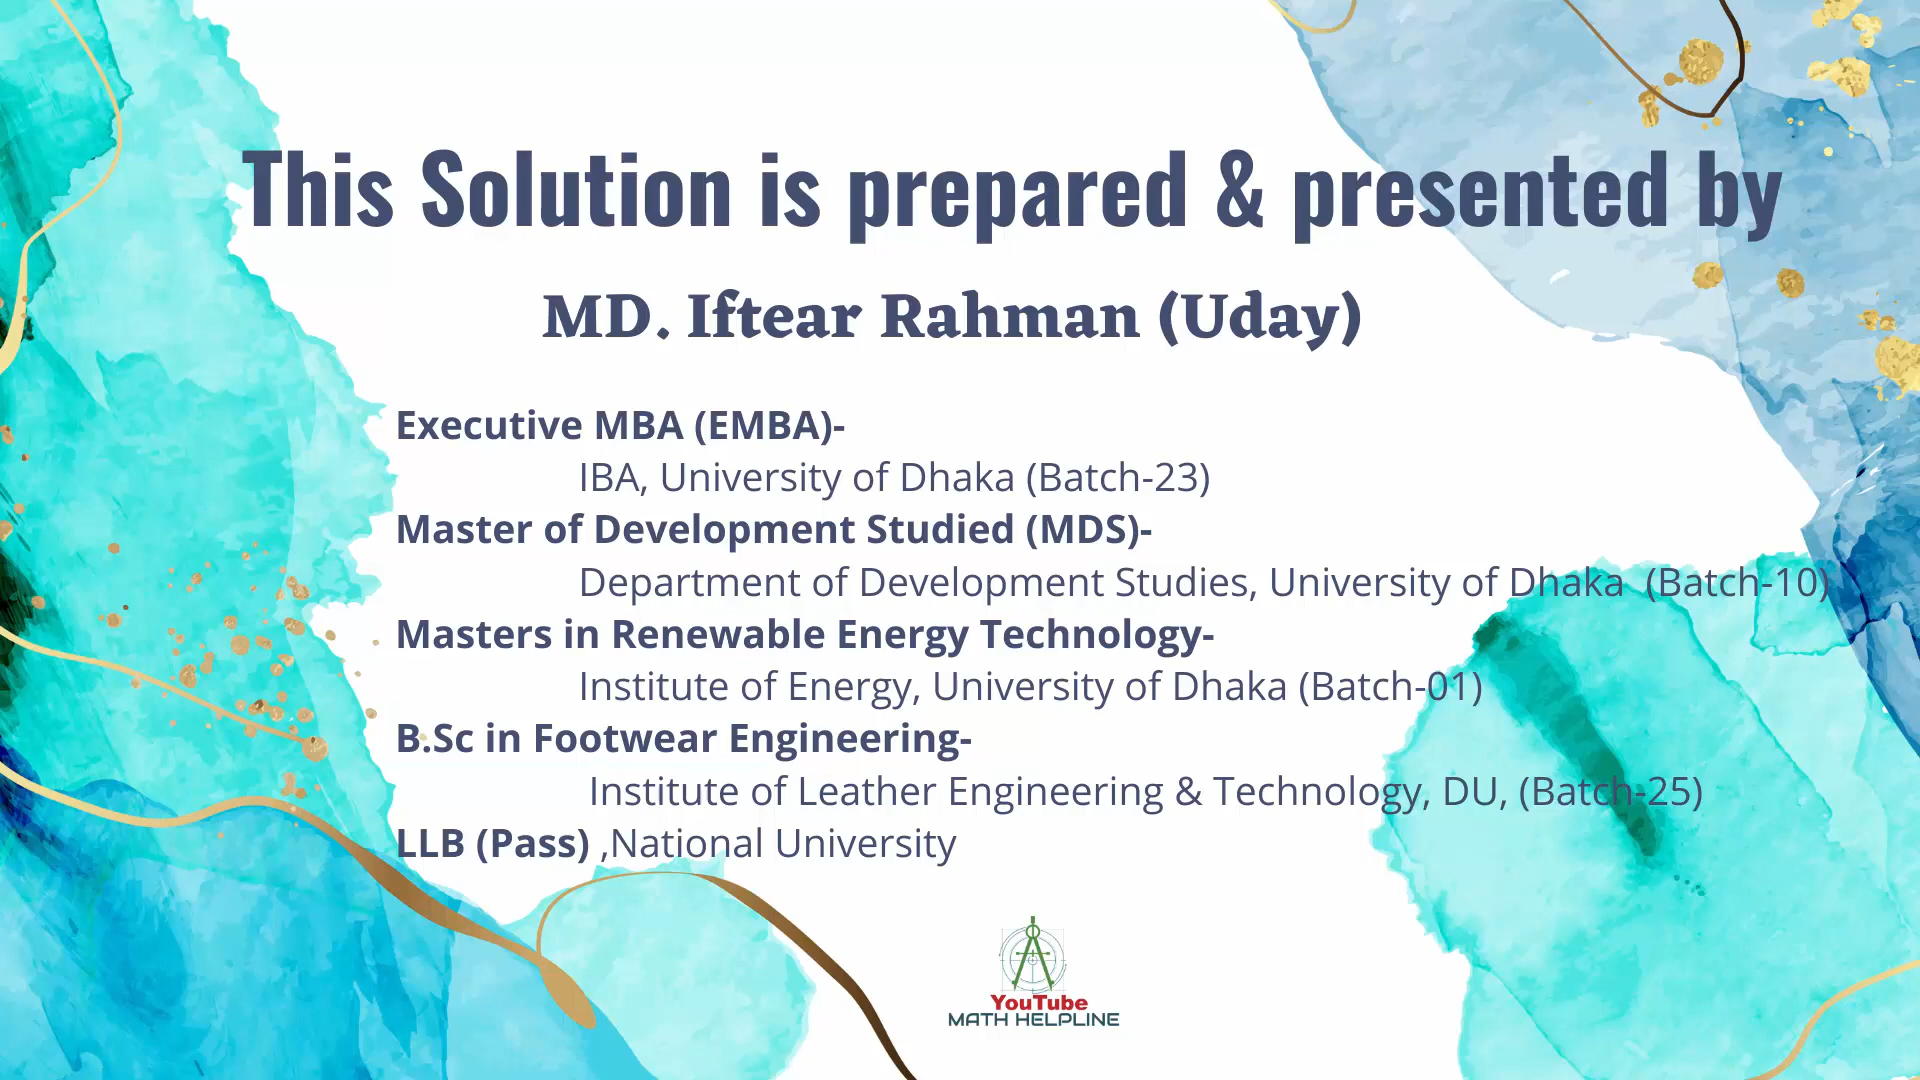 This Solution is prepared & presented by
MD. Iftear Rahman (Uday)
Executive MBA (EMBA)-
IBA, University of Dhaka (Batch-23)
Master of Development Studied (MDS)-
Department of Development Studies, University of Dhaka (Batch-10)
Masters in Renewable Energy Technology-
Institute of Energy, University of Dhaka (Batch-01)
B.Sc in Footwear Engineering-
Institute of Leather Engineering & Technology, DU, (Batch-25)
LLB (Pass) ,National University
YouTube
MATH HELPLINE